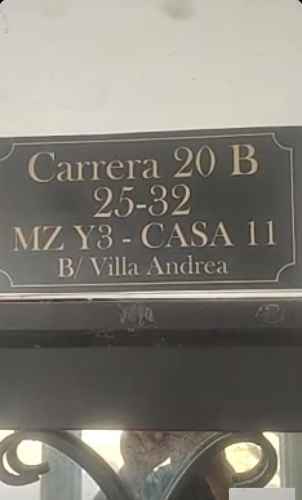 Carrera 20 B
25-32
MZ Y3 - CASA 11
B/ Villa Andrea